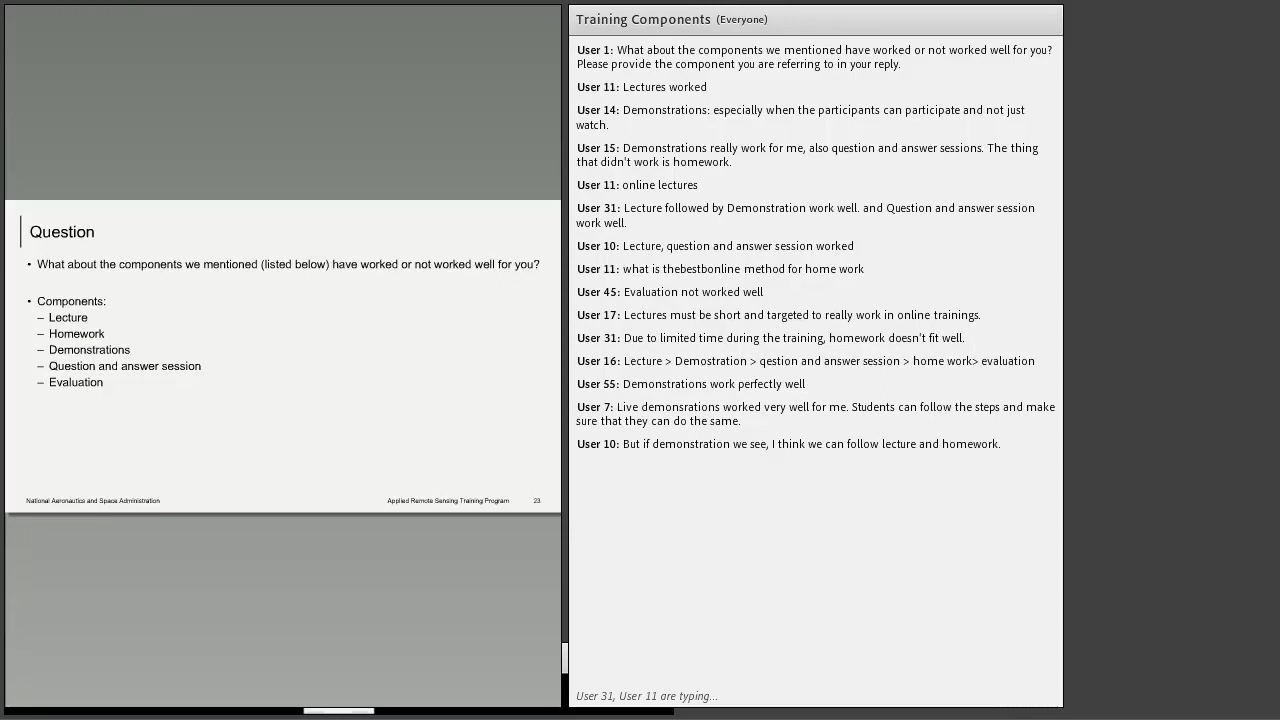 Question
• What about the components we mentioned (listed below) have worked or not worked well for you?
• Components:
– Lecture
– Homework
– Demonstrations
– Question and answer session
– Evaluation
National Aeronautics and Space Administration
Applied Remote Sensing Training Program
23
Training Components (Everyone)
User 1: What about the components we mentioned have worked or not worked well for you?
Please provide the component you are referring to in your reply.
User 11: Lectures worked
User 14: Demonstrations: especially when the participants can participate and not just
watch.
User 15: Demonstrations really work for me, also question and answer sessions. The thing
that didn't work is homework.
User 11: online lectures
User 31: Lecture followed by Demonstration work well. and Question and answer session
work well.
User 10: Lecture, question and answer session worked
User 11: what is thebestbonline method for home work
User 45: Evaluation not worked well
User 17: Lectures must be short and targeted to really work in online trainings.
User 31: Due to limited time during the training, homework doesn't fit well.
User 16: Lecture > Demostration > qestion and answer session > home work> evaluation
User 55: Demonstrations work perfectly well
User 7: Live demonsrations worked very well for me. Students can follow the steps and make
sure that they can do the same.
User 10: But if demonstration we see, I think we can follow lecture and homework.
User 31, User 11 are typing...